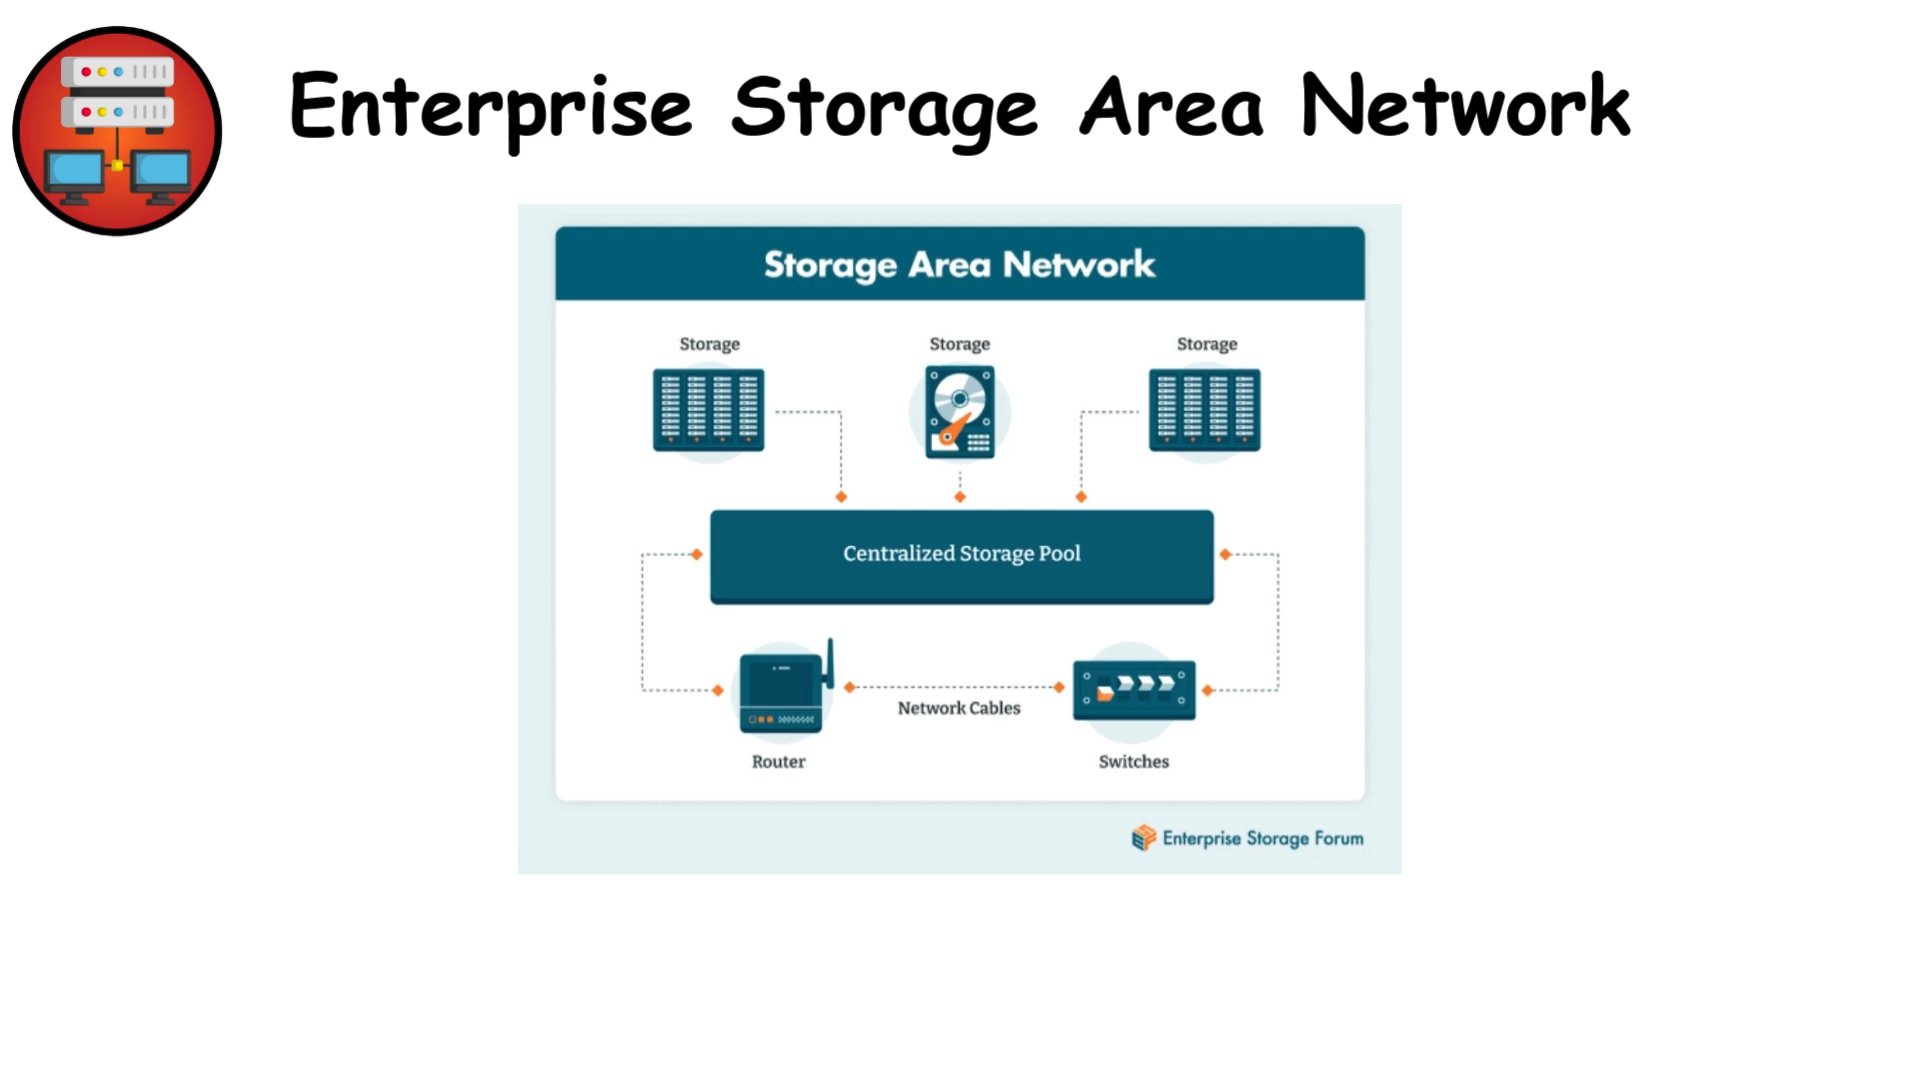 Enterprise Storage Area Network
Storage Area Network
Storage
Storage
Storage
Centralized Storage Pool
Network Cables
Router
Switches
Enterprise Storage Forum